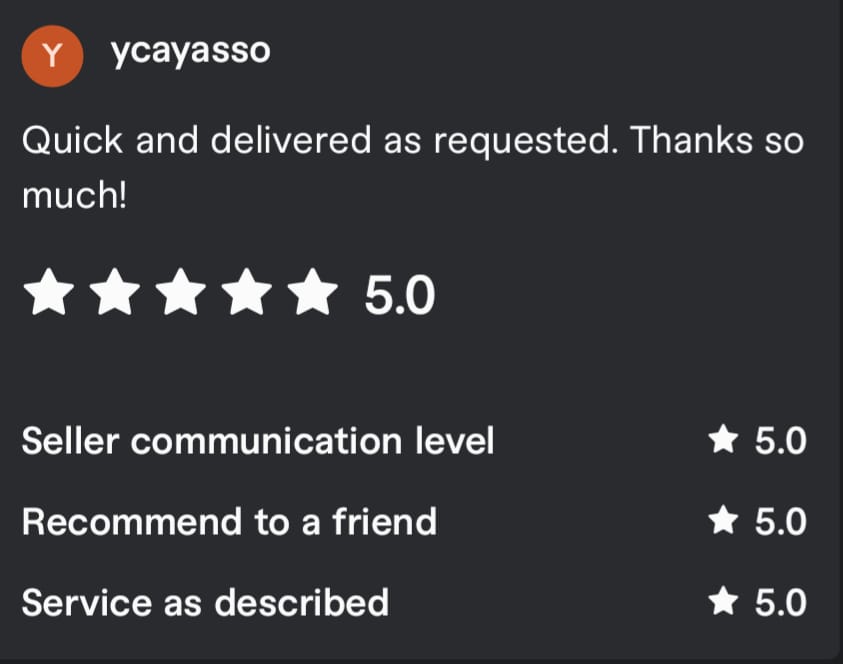 Y
ycayasso
Quick and delivered as requested. Thanks so
much!
5.0
Seller communication level 5.0
Recommend to a friend 5.0
Service as described 5.0